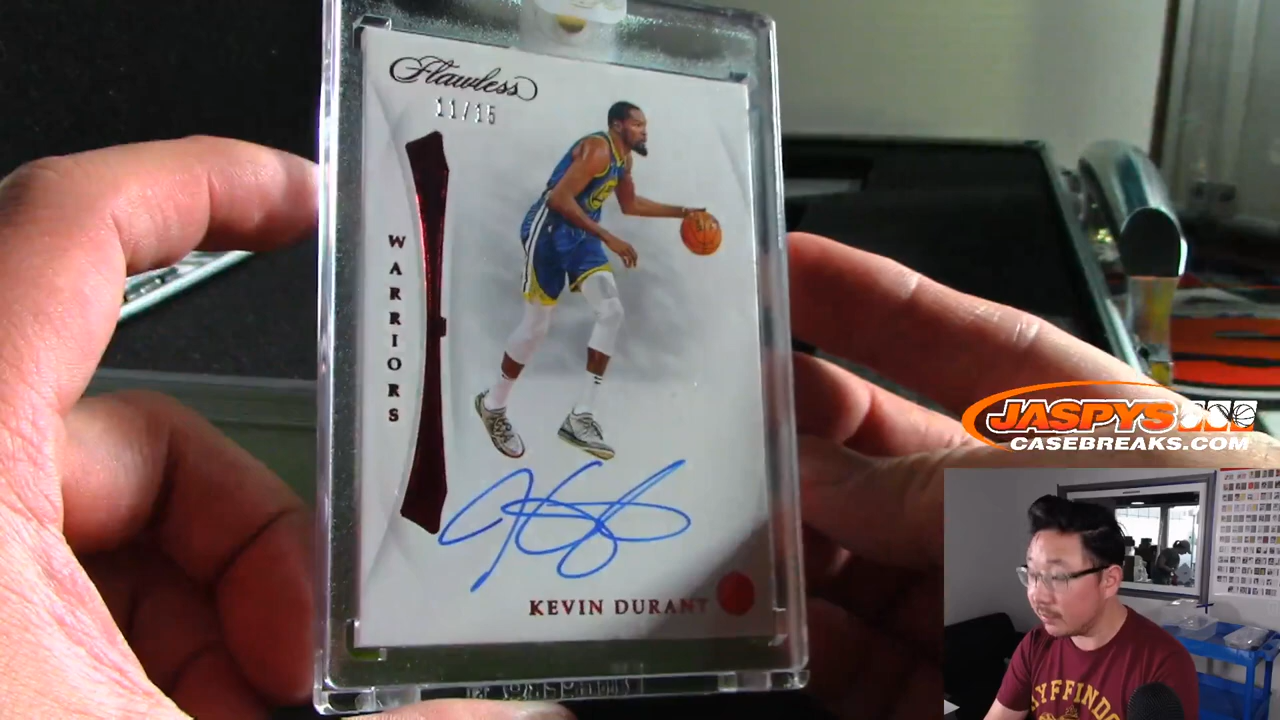 Flawless
11/15
WARRIORS
KEVIN DURANT
JASPYS
CASEBREAKS.COM